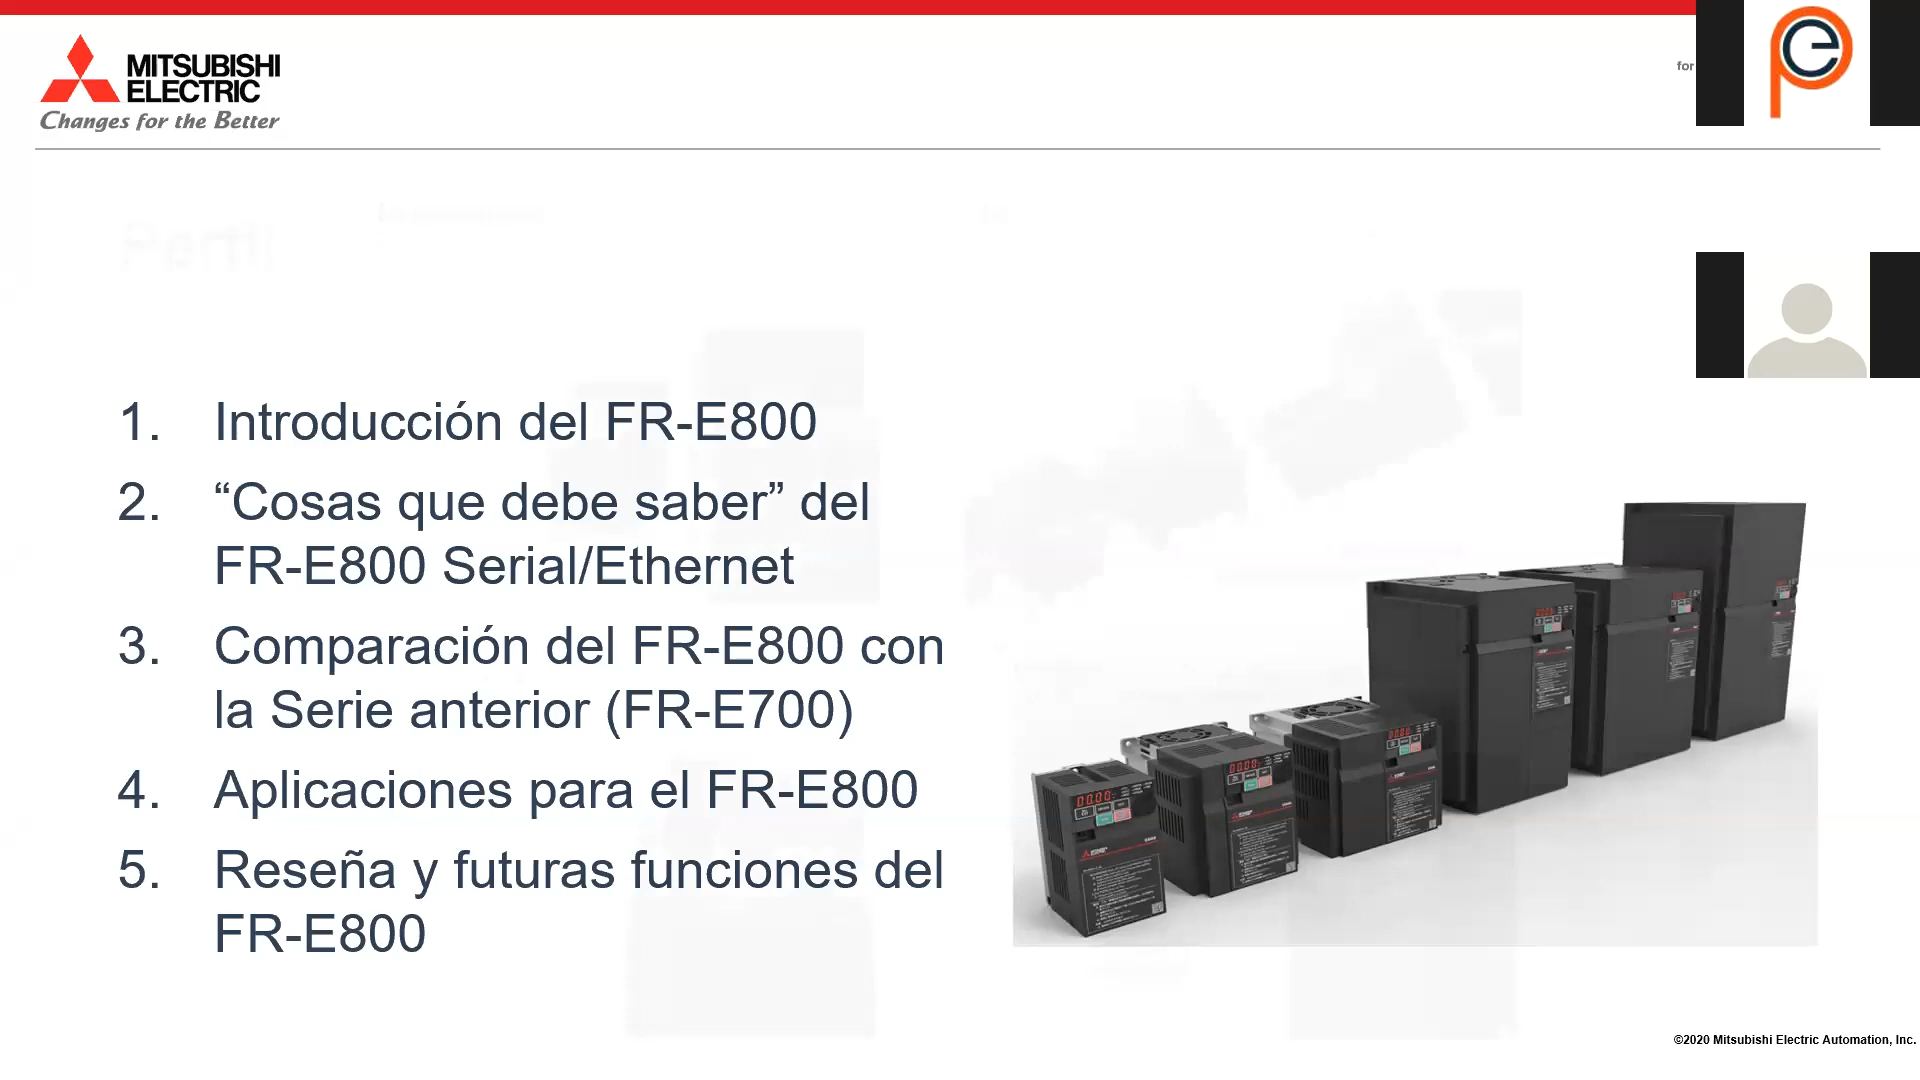 MITSUBISHI
ELECTRIC
Changes for the Better
for
1. Introducción del FR-E800
2. “Cosas que debe saber” del
FR-E800 Serial/Ethernet
3. Comparación del FR-E800 con
la Serie anterior (FR-E700)
4. Aplicaciones para el FR-E800
5. Reseña y futuras funciones del
FR-E800
©2020 Mitsubishi Electric Automation, Inc.